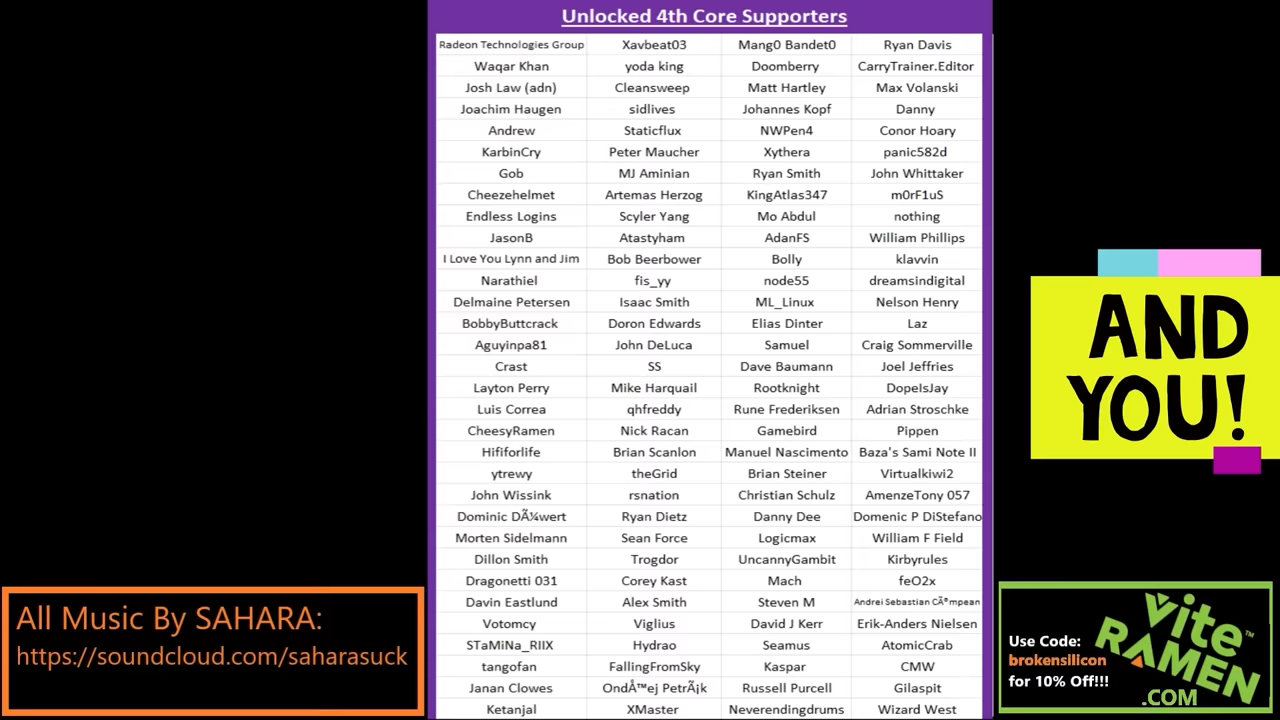 Unlocked 4th Core Supporters
Radeon Technologies Group Xavbeat03 Mang0 Bandet0 Ryan Davis
Waqar Khan yoda king Doomberry CarryTrainer.Editor
Josh Law (adn) Cleansweep Matt Hartley Max Volanski
Joachim Haugen sidlives Johannes Kopf Danny
Andrew Staticflux NWPen4 Conor Hoary
KarbinCry Peter Maucher Xythera panic582d
Gob MJ Aminian Ryan Smith John Whittaker
Cheezehelmet Artemas Herzog KingAtlas347 m0rF1uS
Endless Logins Scyler Yang Mo Abdul nothing
JasonB Atastyham AdanFS William Phillips
I Love You Lynn and Jim Bob Beerbower Bolly klavvin
Narathiel fis_yy node55 dreamsindigital
Delmaine Petersen Isaac Smith ML_Linux Nelson Henry
BobbyButtcrack Doron Edwards Elias Dinter Laz
Aguyinpa81 John DeLuca Samuel Craig Sommerville
Crast SS Dave Baumann Joel Jeffries
Layton Perry Mike Harquail Rootknight DopeIsJay
Luis Correa qhfreddy Rune Frederiksen Adrian Stroschke
CheesyRamen Nick Racan Gamebird Pippen
Hififorlife Brian Scanlon Manuel Nascimento Baza's Sami Note II
ytrewy theGrid Brian Steiner Virtualkiwi2
John Wissink rsnation Christian Schulz AmenzeTony 057
Dominic DÃ¼wert Ryan Dietz Danny Dee Domenic P DiStefano
Morten Sidelmann Sean Force Logicmax William F Field
Dillon Smith Trogdor UncannyGambit Kirbyrules
Dragonetti 031 Corey Kast Mach feO2x
Davin Eastlund Alex Smith Steven M Andrei Sebastian CÃªmpean
Votomcy Viglius David J Kerr Erik-Anders Nielsen
STaMiNa_RIIX Hydrao Seamus AtomicCrab
tangofan FallingFromSky Kaspar CMW
Janan Clowes OndÅ™ej PetrÃ¡k Russell Purcell Gilaspit
Ketanjal XMaster Neverendingdrums Wizard West
AND
YOU!
All Music By SAHARA:
https://soundcloud.com/saharasuck
Use Code:
brokensilicon
for 10% Off!!!
Vite™
RAMEN
.COM